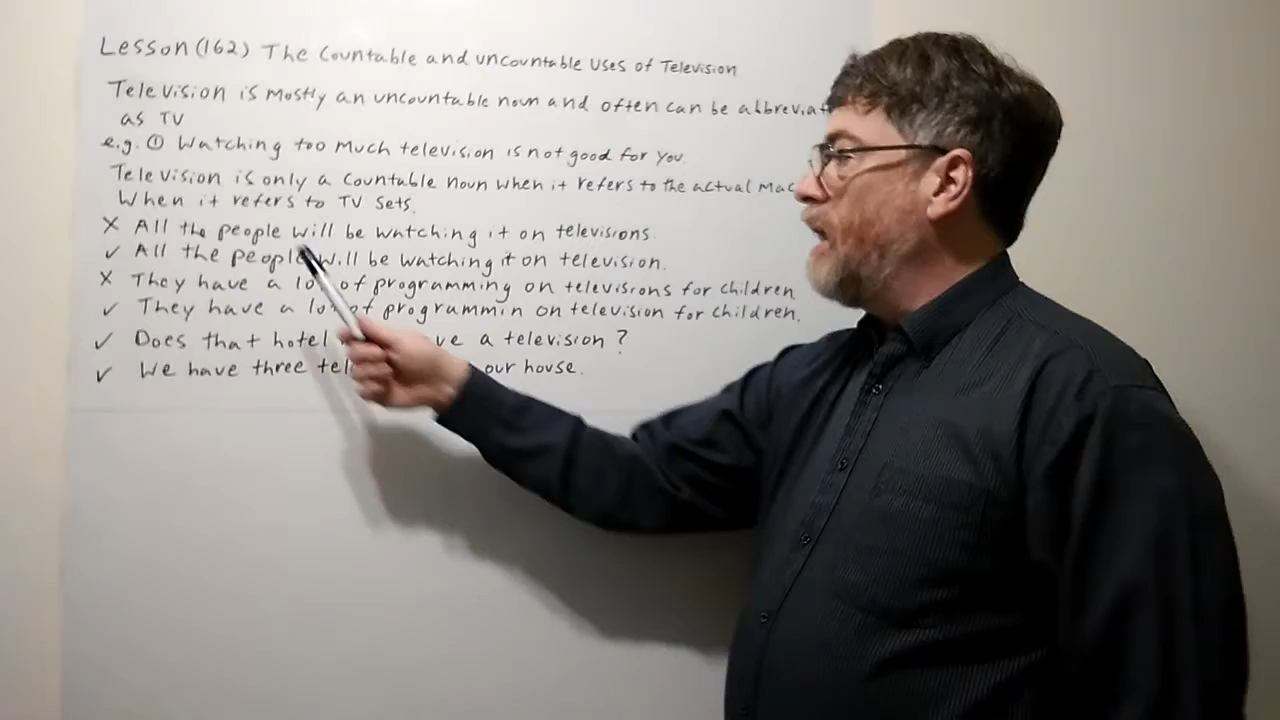 Lesson (162) The Countable and uncountable Uses of Television
Television is mostly an uncountable noun and often can be abbreviat
as TV
e.g. ① Watching too much television is not good for you.
Television is only a countable noun when it refers to the actual mac
When it refers to TV sets.
X All the people will be watching it on televisions.
✓ All the people will be watching it on television.
X They have a lot of programming on televisions for children
✓ They have a lot of programmin on television for children.
✓ Does that hotel ve a television?
✓ We have three tel our house.